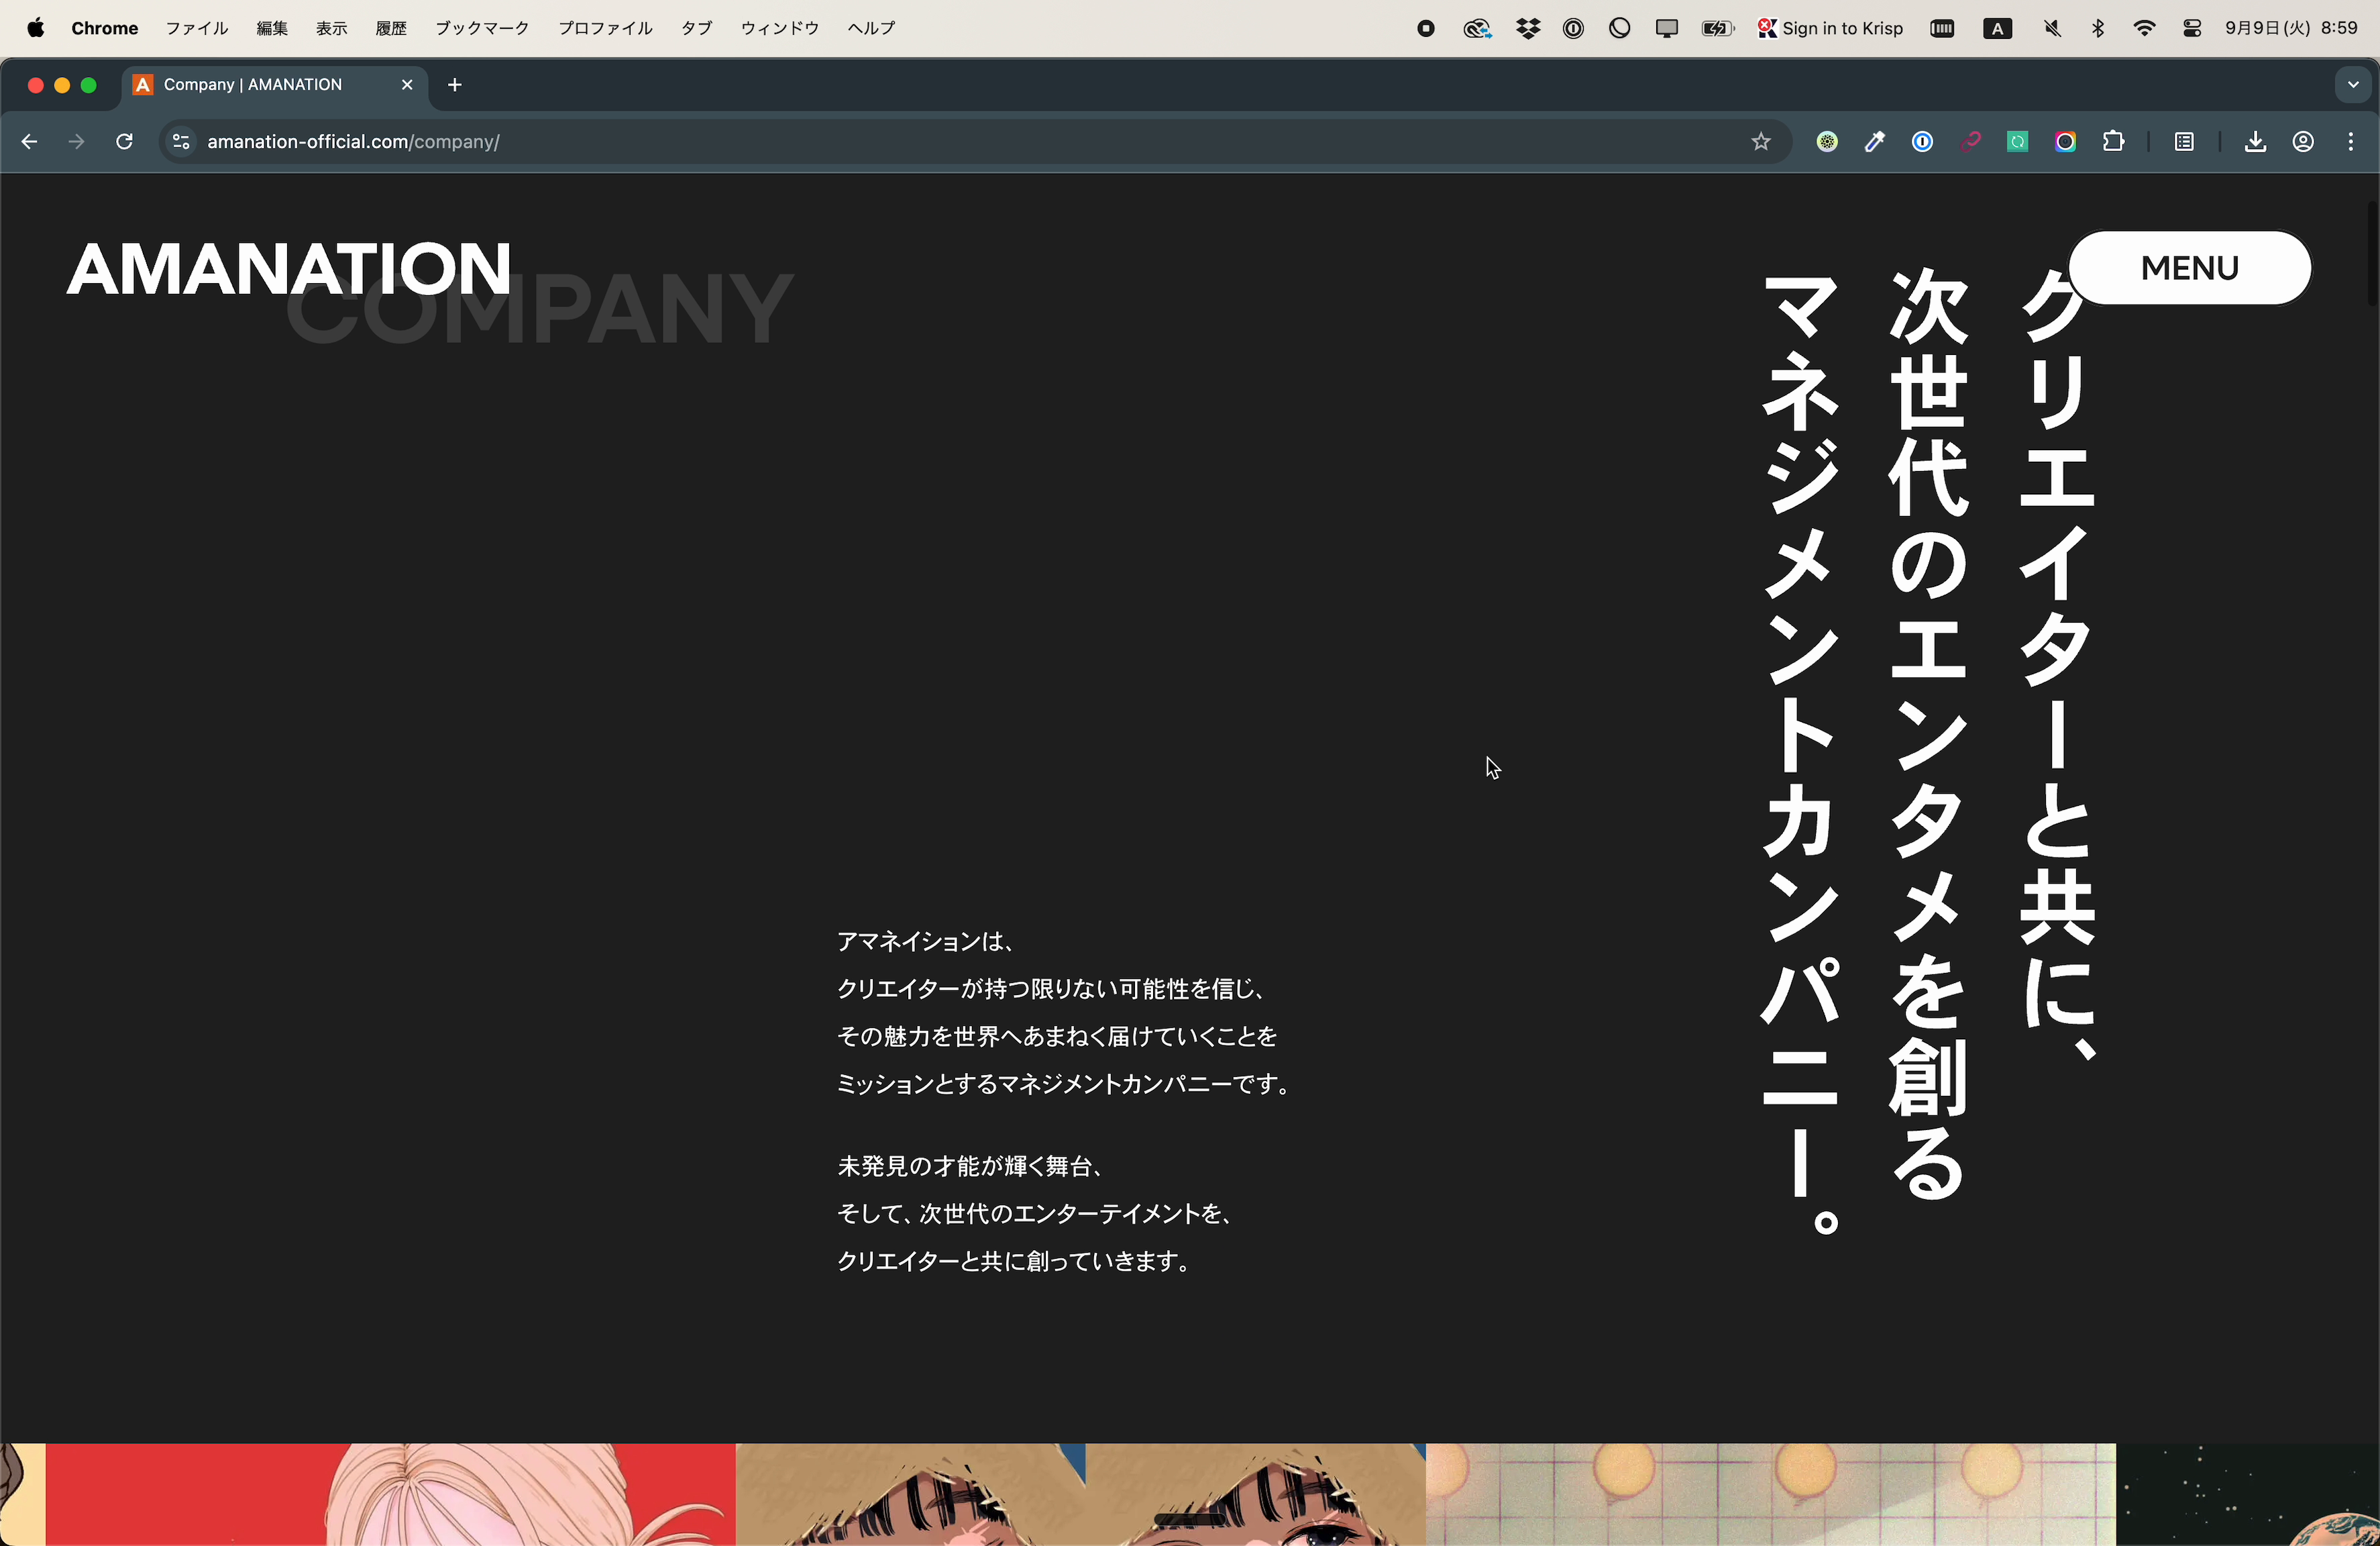 Chrome ファイル 編集 表示 履歴 ブックマーク プロファイル タブ ウィンドウ ヘルプ
Sign in to Krisp A 9月9日(火) 8:59
A Company | AMANATION
amanation-official.com/company/
AMANATION
COMPANY
MENU
クリエイターと共に、
次世代のエンタメを創る
マネジメントカンパニー。
アマネイションは、
クリエイターが持つ限りない可能性を信じ、
その魅力を世界へあまねく届けていくことを
ミッションとするマネジメントカンパニーです。
未発見の才能が輝く舞台、
そして、次世代のエンターテイメントを、
クリエイターと共に創っていきます。